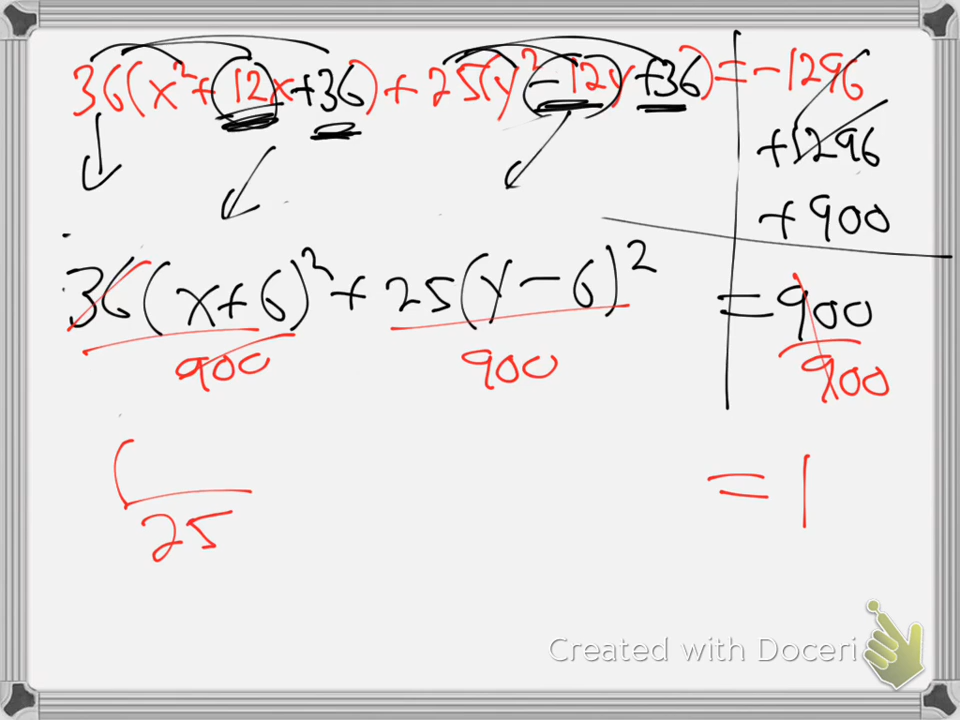 36(x²+12x+36)+25(y²-12y+36)=-1296
+1296
+900
36(x+6)²+25(y-6)²=900
900 900 900
( =1
25
Created with Doceri